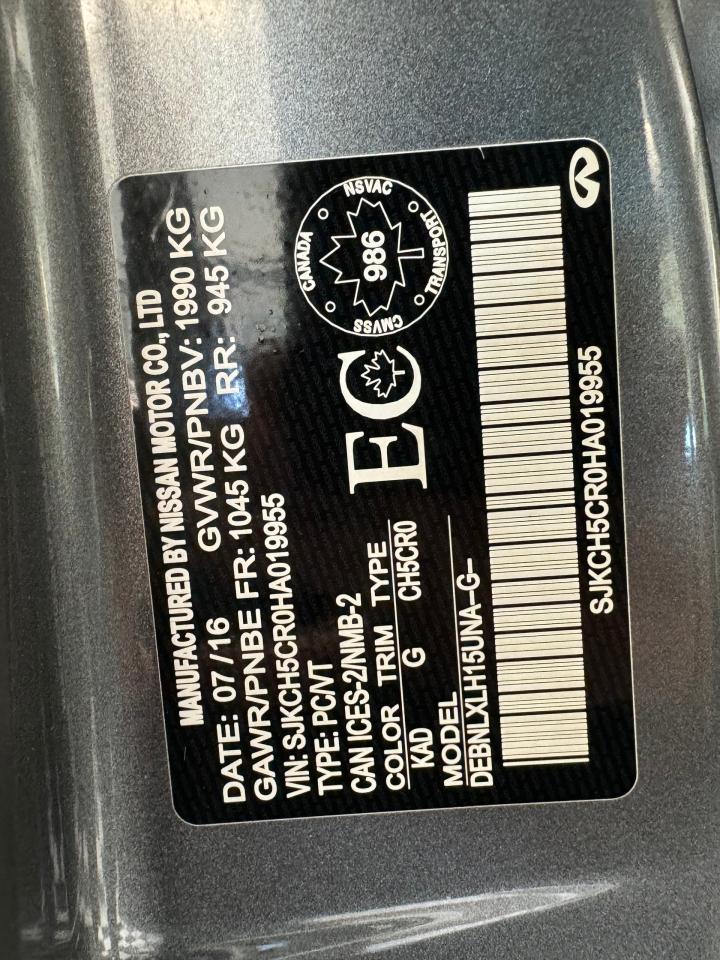 MANUFACTURED BY NISSAN MOTOR CO., LTD
DATE: 07/16 GVWR/PNBV: 1990 KG
GAWR/PNBE FR: 1045 KG RR: 945 KG
VIN: SJKCH5CR0HA019955
TYPE: PC/VT
CAN ICES-2/NMB-2
COLOR TRIM TYPE
KAD G CH5CR0
MODEL
DEBNLXLH15UNA-G-
EC
CANADA
NSVAC
TRANSPORT
CMVSS
986
SJKCH5CR0HA019955